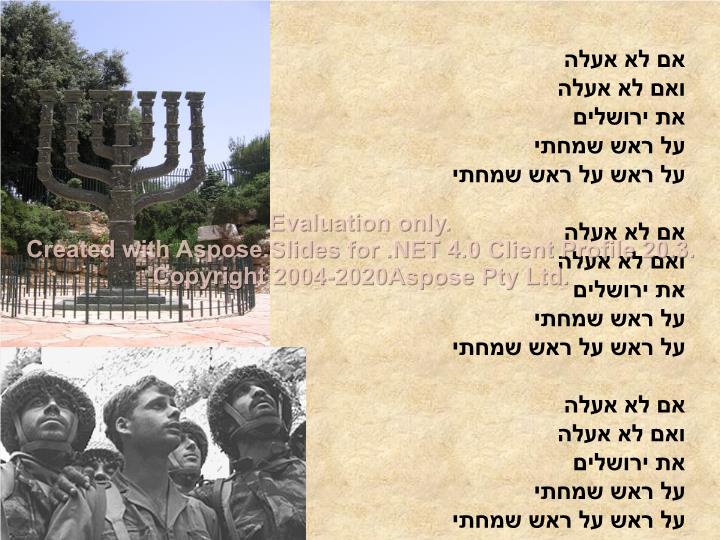 אם לא אעלה
ואם לא אעלה
את ירושלים
על ראש שמחתי
על ראש על ראש שמחתי

אם לא אעלה
ואם לא אעלה
את ירושלים
על ראש שמחתי
על ראש על ראש שמחתי

אם לא אעלה
ואם לא אעלה
את ירושלים
על ראש שמחתי
על ראש על ראש שמחתי

Evaluation only.
Created with Aspose.Slides for .NET 4.0 Client Profile 20.3.
Copyright 2004-2020Aspose Pty Ltd.